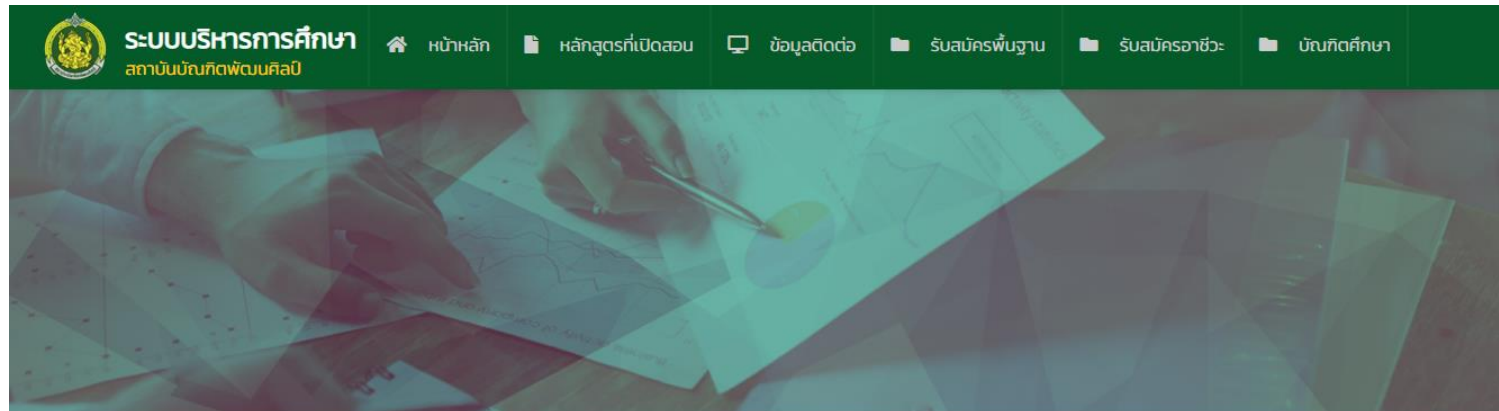 ระบบบริหารการศึกษา
สถาบันบัณฑิตพัฒนศิลป์
หน้าหลัก
หลักสูตรที่เปิดสอน
ข้อมูลติดต่อ
รับสมัครพื้นฐาน
รับสมัครอาชีวะ
บัณฑิตศึกษา